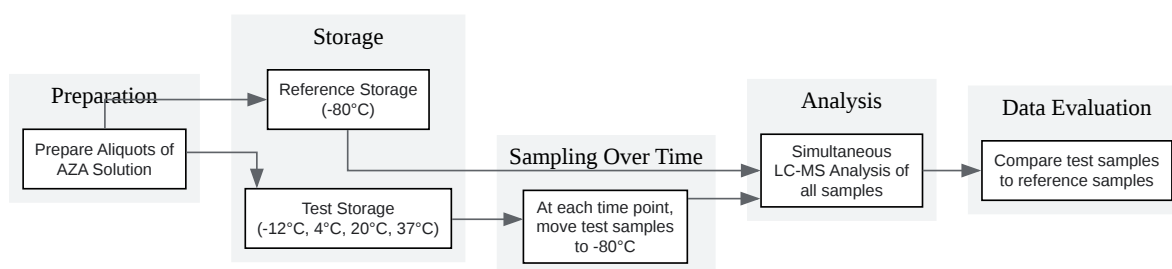 Preparation
Prepare Aliquots of
AZA Solution
Storage
Reference Storage
(-80°C)
Test Storage
(-12°C, 4°C, 20°C, 37°C)
Sampling Over Time
At each time point,
move test samples
to -80°C
Analysis
Simultaneous
LC-MS Analysis of
all samples
Data Evaluation
Compare test samples
to reference samples